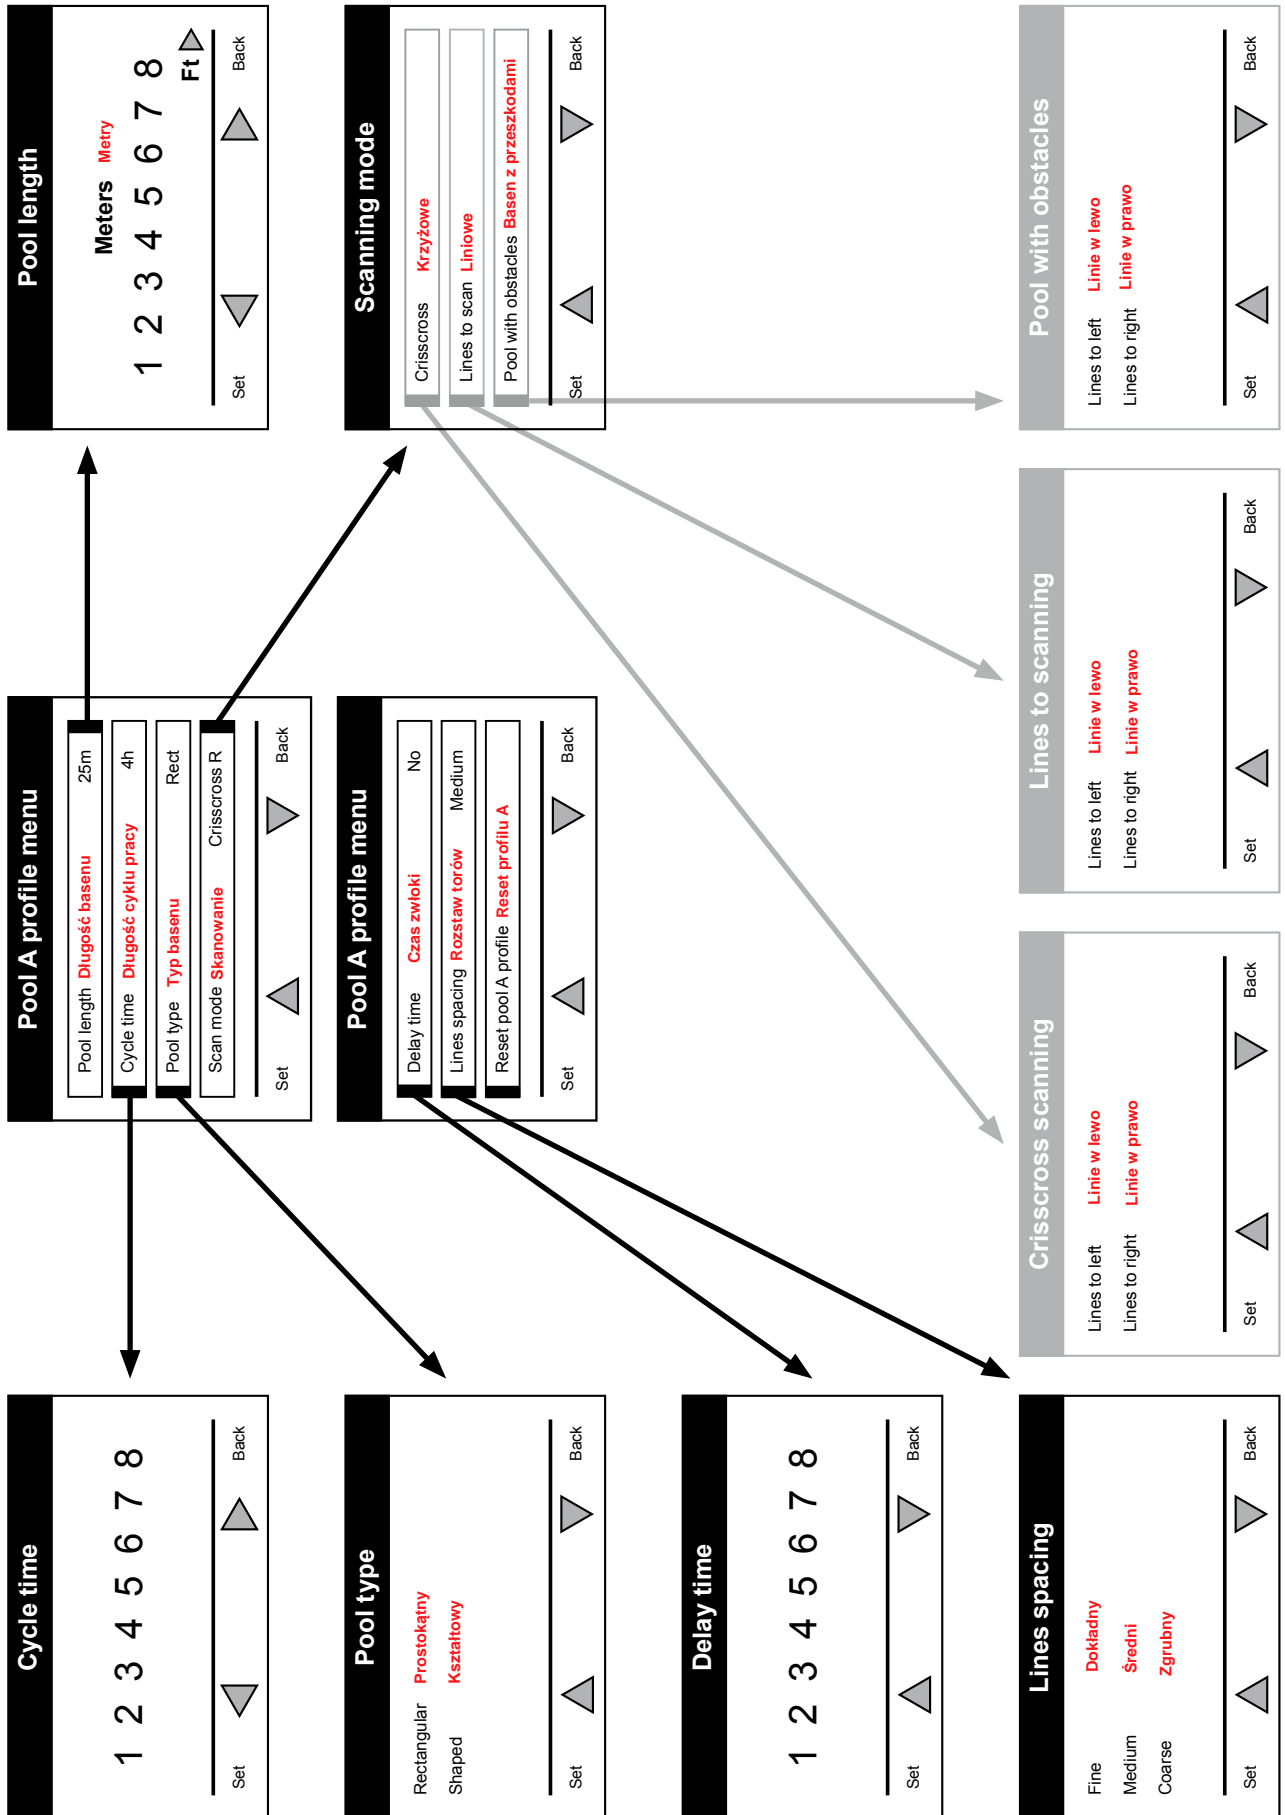 Cycle time
1 2 3 4 5 6 7 8
Set Back
Pool type
Rectangular Prostokątny
Shaped Kształtowy
Set Back
Delay time
1 2 3 4 5 6 7 8
Set Back
Lines spacing
Fine Dokładny
Medium Średni
Coarse Zgrubny
Set Back
Pool A profile menu
Pool length Długość basenu 25m
Cycle time Długość cyklu pracy 4h
Pool type Typ basenu Rect
Scan mode Skanowanie Crisscross R
Set Back
Pool A profile menu
Delay time Czas zwłoki No
Lines spacing Rozstaw torów Medium
Reset pool A profile Reset profilu A
Set Back
Crisscross scanning
Lines to left Linie w lewo
Lines to right Linie w prawo
Set Back
Lines to scanning
Lines to left Linie w lewo
Lines to right Linie w prawo
Set Back
Pool length
Meters Metry
1 2 3 4 5 6 7 8
Ft
Set Back
Scanning mode
Crisscross Krzyżowe
Lines to scan Liniowe
Pool with obstacles Basen z przeszkodami
Set Back
Pool with obstacles
Lines to left Linie w lewo
Lines to right Linie w prawo
Set Back